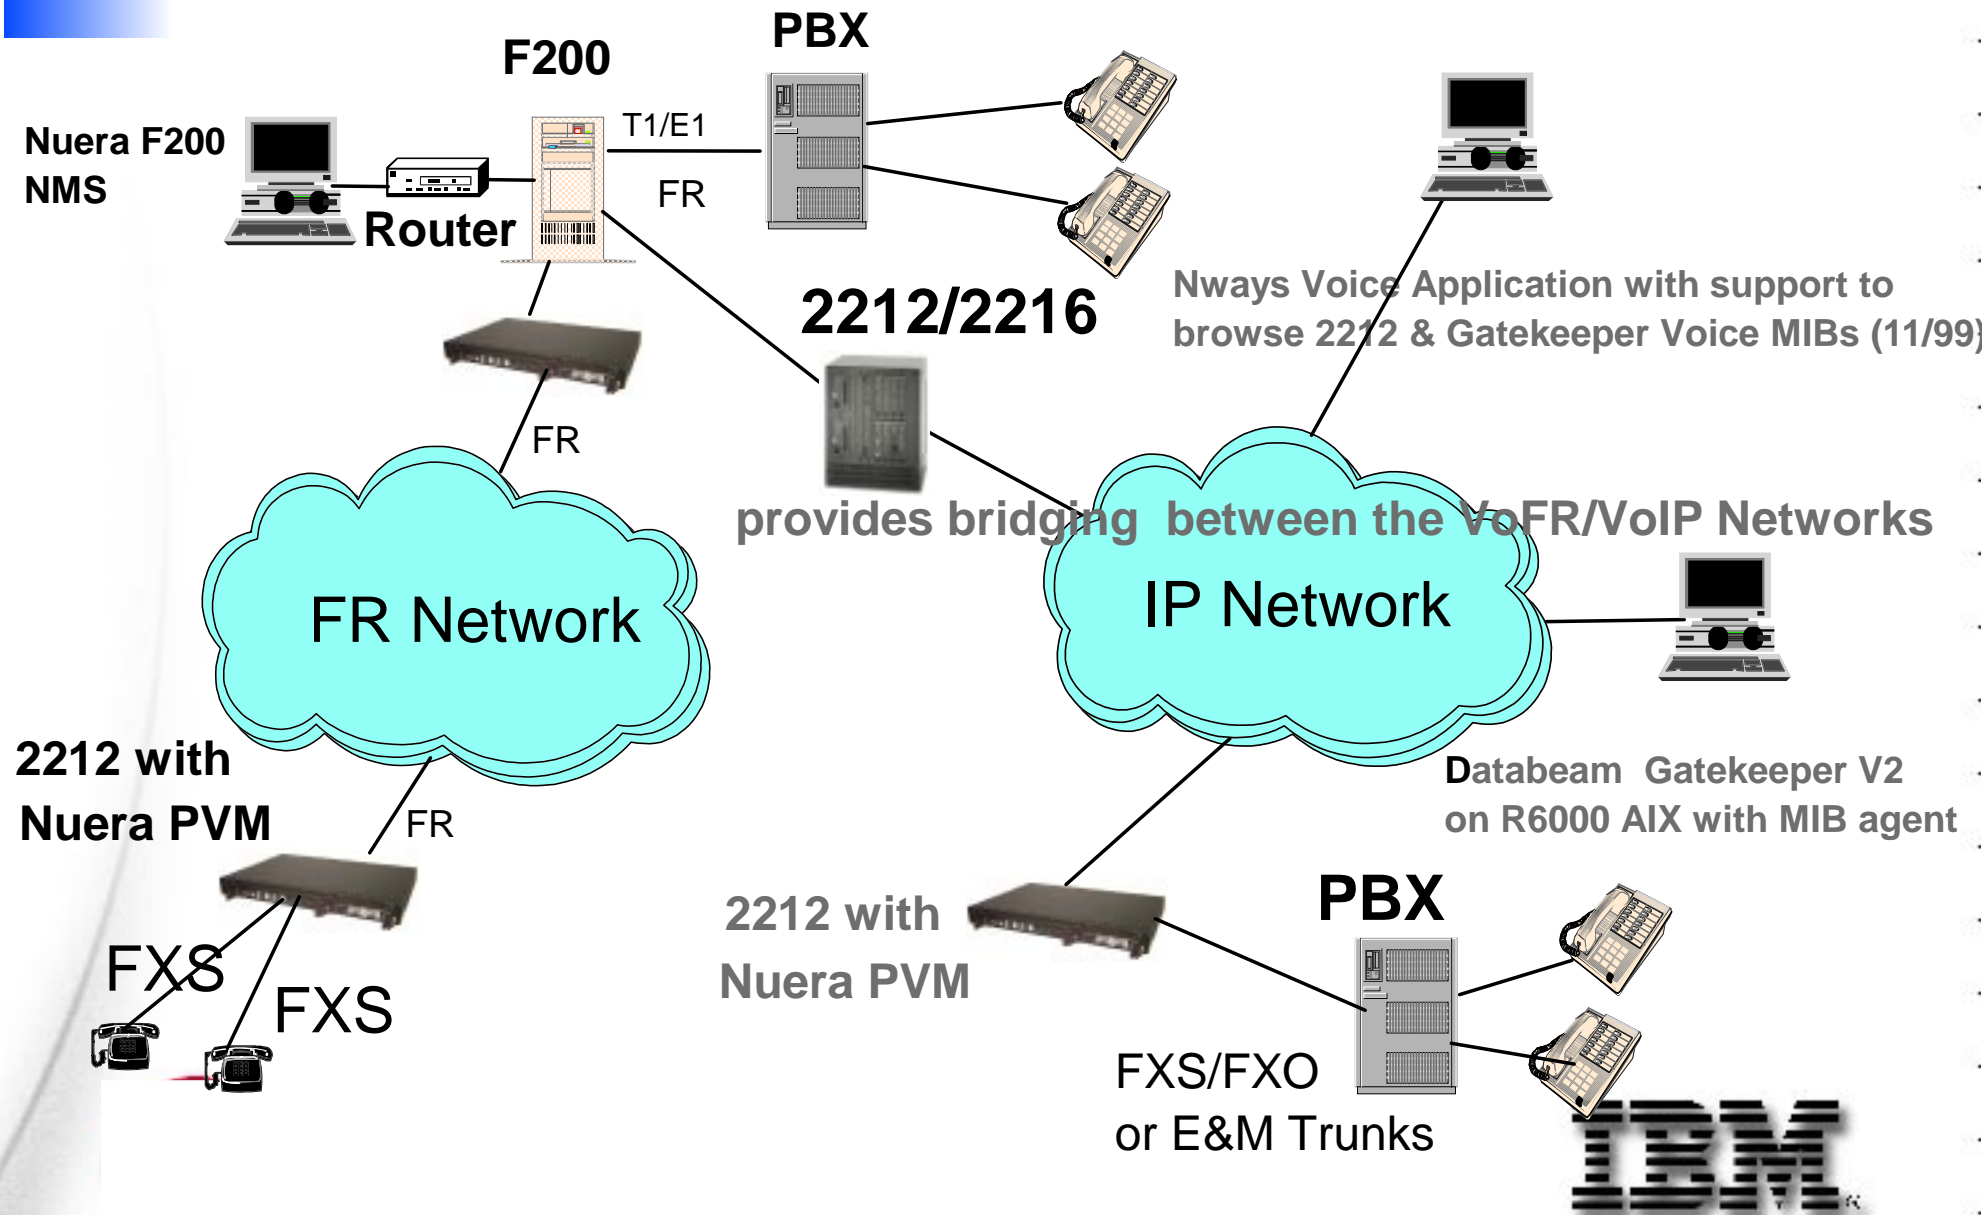 PBX
F200
T1/E1
Nuera F200
NMS
FR
Router
2212/2216
Nways Voice Application with support to
browse 2212 & Gatekeeper Voice MIBs (11/99)
FR
provides bridging between the VoFR/VoIP Networks
FR Network
IP Network
2212 with
Nuera PVM
FR
Databeam Gatekeeper V2
on R6000 AIX with MIB agent
PBX
2212 with
Nuera PVM
FXS
FXS
FXS/FXO
or E&M Trunks
IBM